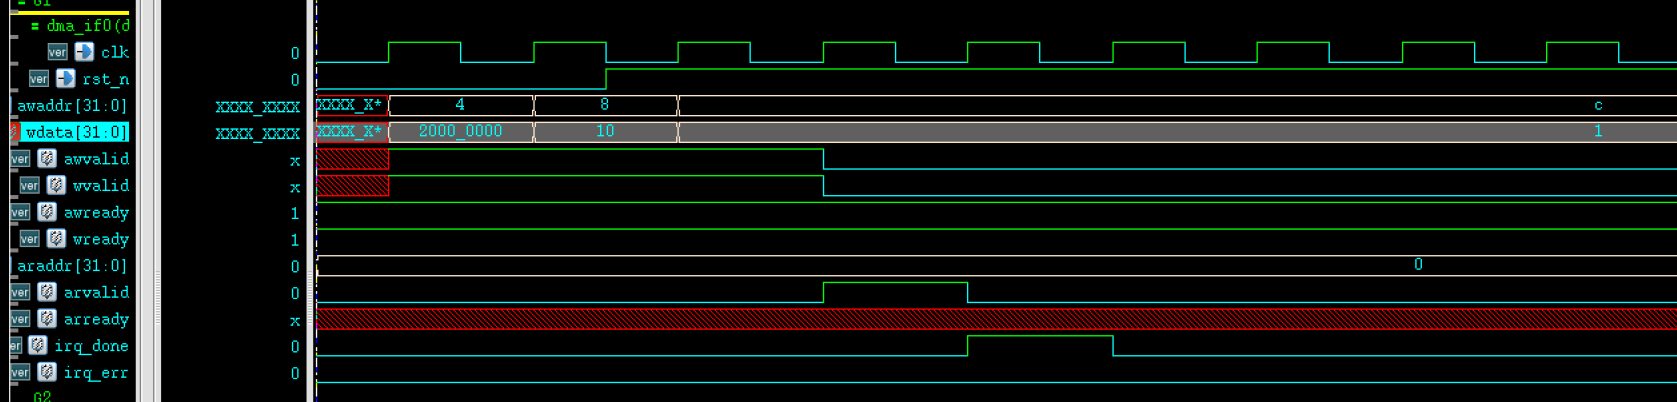 = G1
= dma_if0(d
ver clk 0
ver rst_n 0
awaddr[31:0] XXXX_XXXX XXXX_X* 4 8 c
wdata[31:0] XXXX_XXXX XXXX_X* 2000_0000 10 1
ver awvalid x
ver wvalid x
ver awready 1
ver wready 1
araddr[31:0] 0 0
ver arvalid 0
ver arready x
er irq_done 0
ver irq_err 0
G2